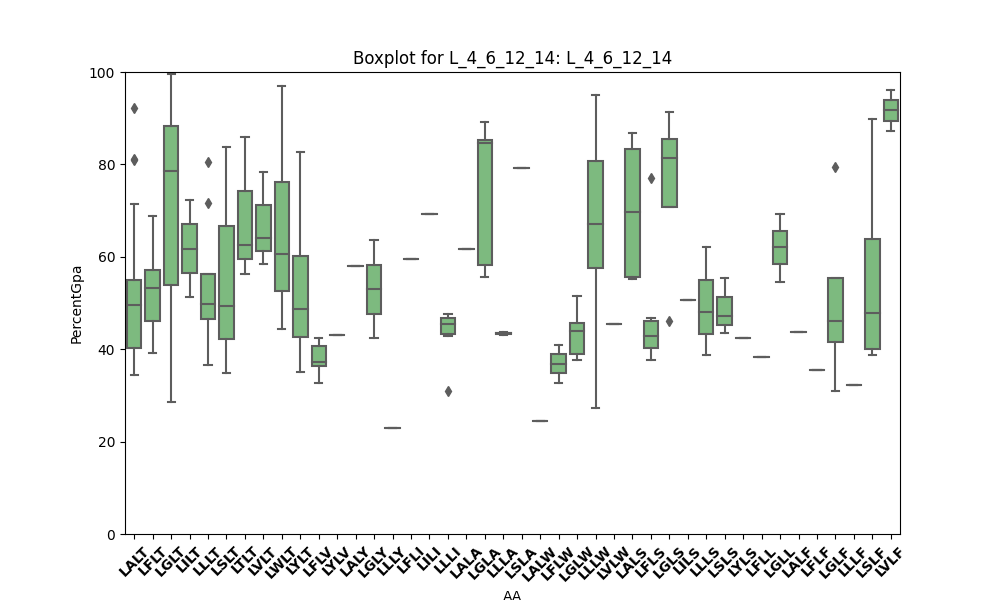 Boxplot for L_4_6_12_14: L_4_6_12_14
100
80
60
40
20
0
PercentGpa
LALT
LFLT
LGLT
LILT
LLLT
LSLT
LTLT
LVLT
LWLT
LYLT
LFLV
LYLV
LALY
LGLY
LLLY
LFLI
LILI
LLLI
LALA
LGLA
LLLA
LSLA
LALW
LFLW
LGLW
LLLW
LVLW
LALS
LFLS
LGLS
LILS
LLLS
LSLS
LYLS
LFLL
LGLL
LALF
LFLF
LGLF
LLLF
LSLF
LVLF
AA